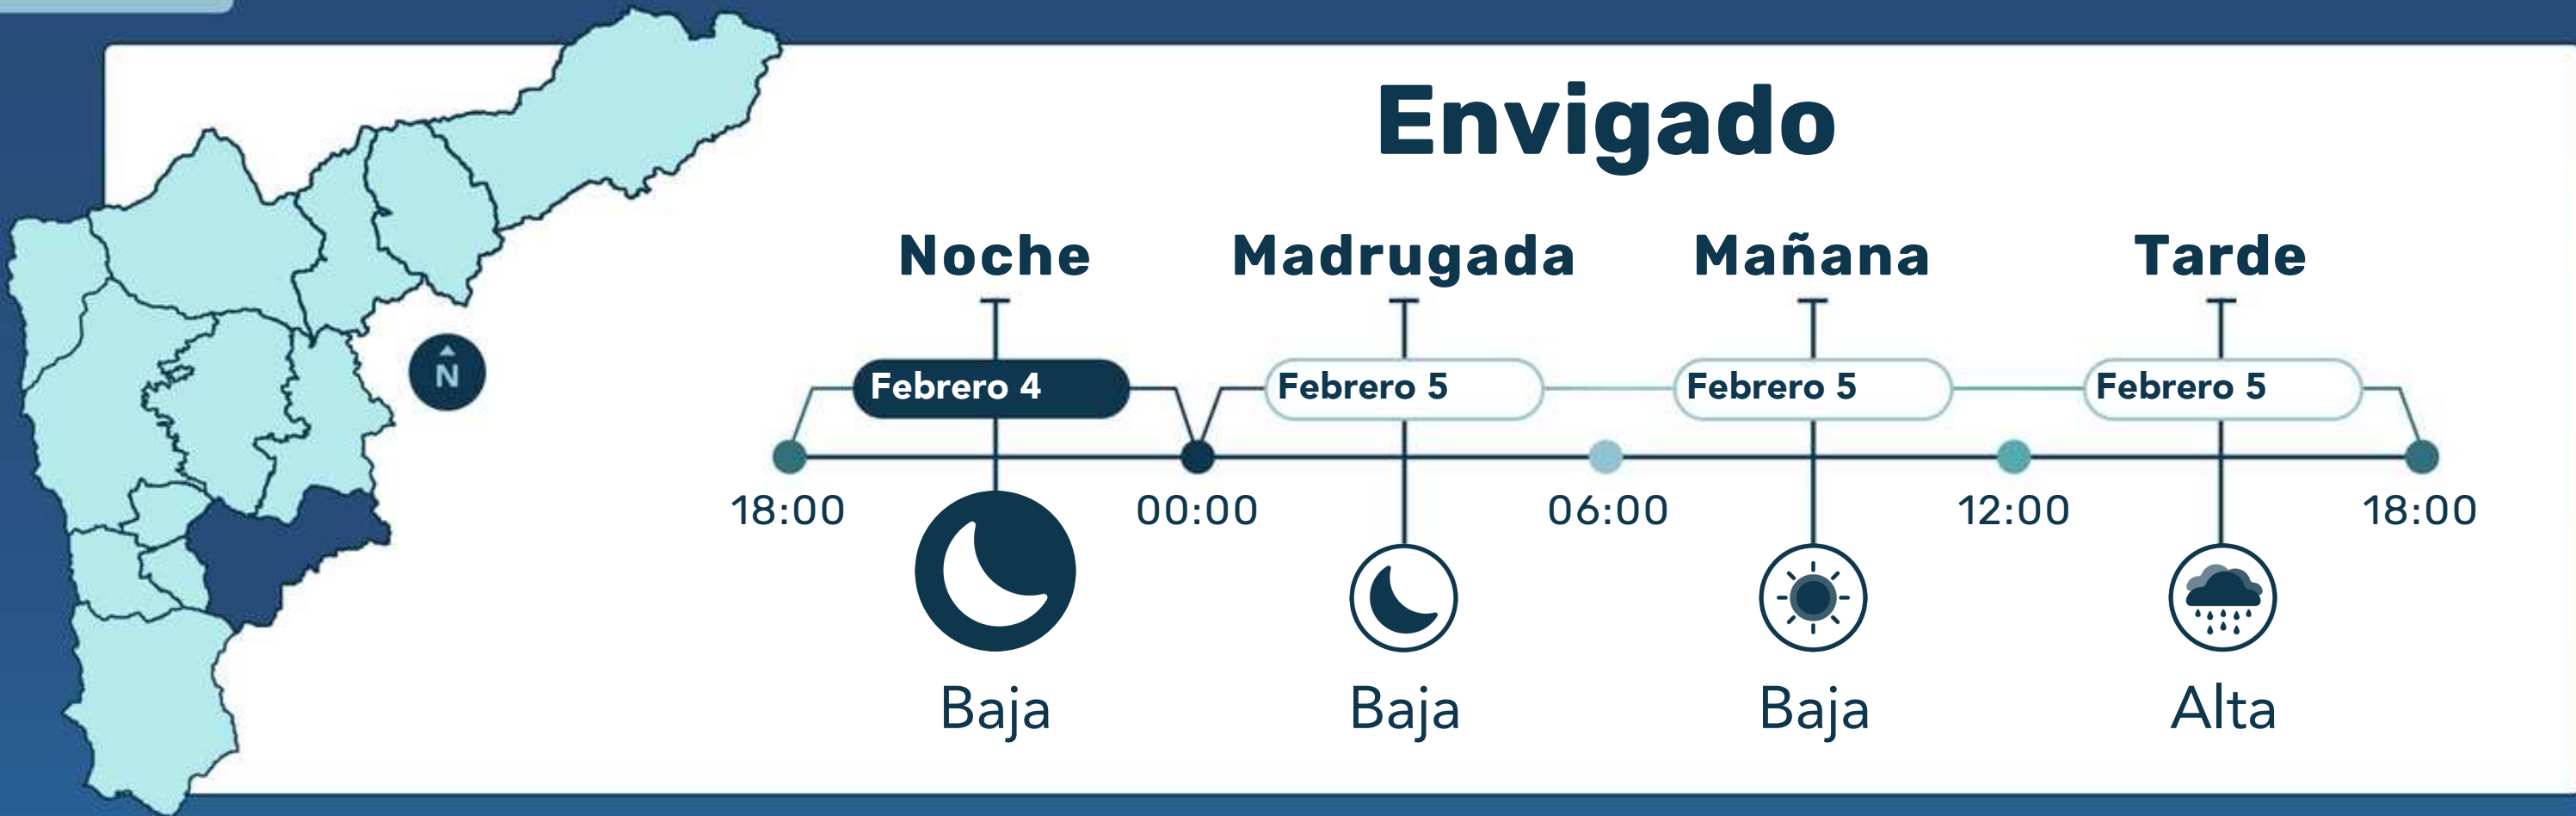 Envigado
Noche Madrugada Mañana Tarde
N
Febrero 4 Febrero 5 Febrero 5 Febrero 5
18:00 00:00 06:00 12:00 18:00
Baja Baja Baja Alta